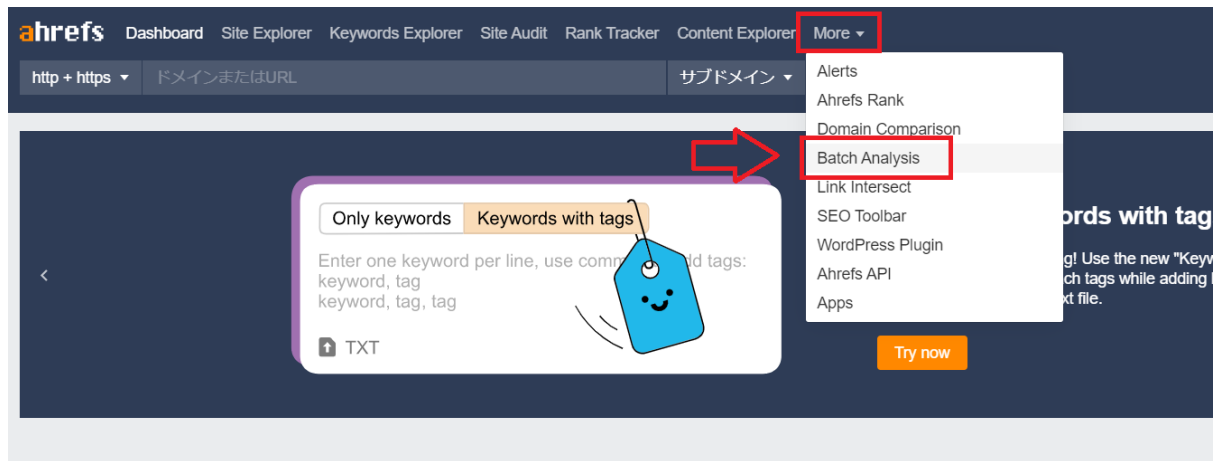 ahrefs Dashboard Site Explorer Keywords Explorer Site Audit Rank Tracker Content Explorer More
http + https ドメインまたはURL サブドメイン
Alerts
Ahrefs Rank
Domain Comparison
Batch Analysis
Link Intersect
SEO Toolbar
WordPress Plugin
Ahrefs API
Apps
Only keywords Keywords with tags
Enter one keyword per line, use comm dd tags:
keyword, tag
keyword, tag, tag
TXT
ords with tag
g! Use the new "Keyw
ch tags while adding
xt file.
Try now